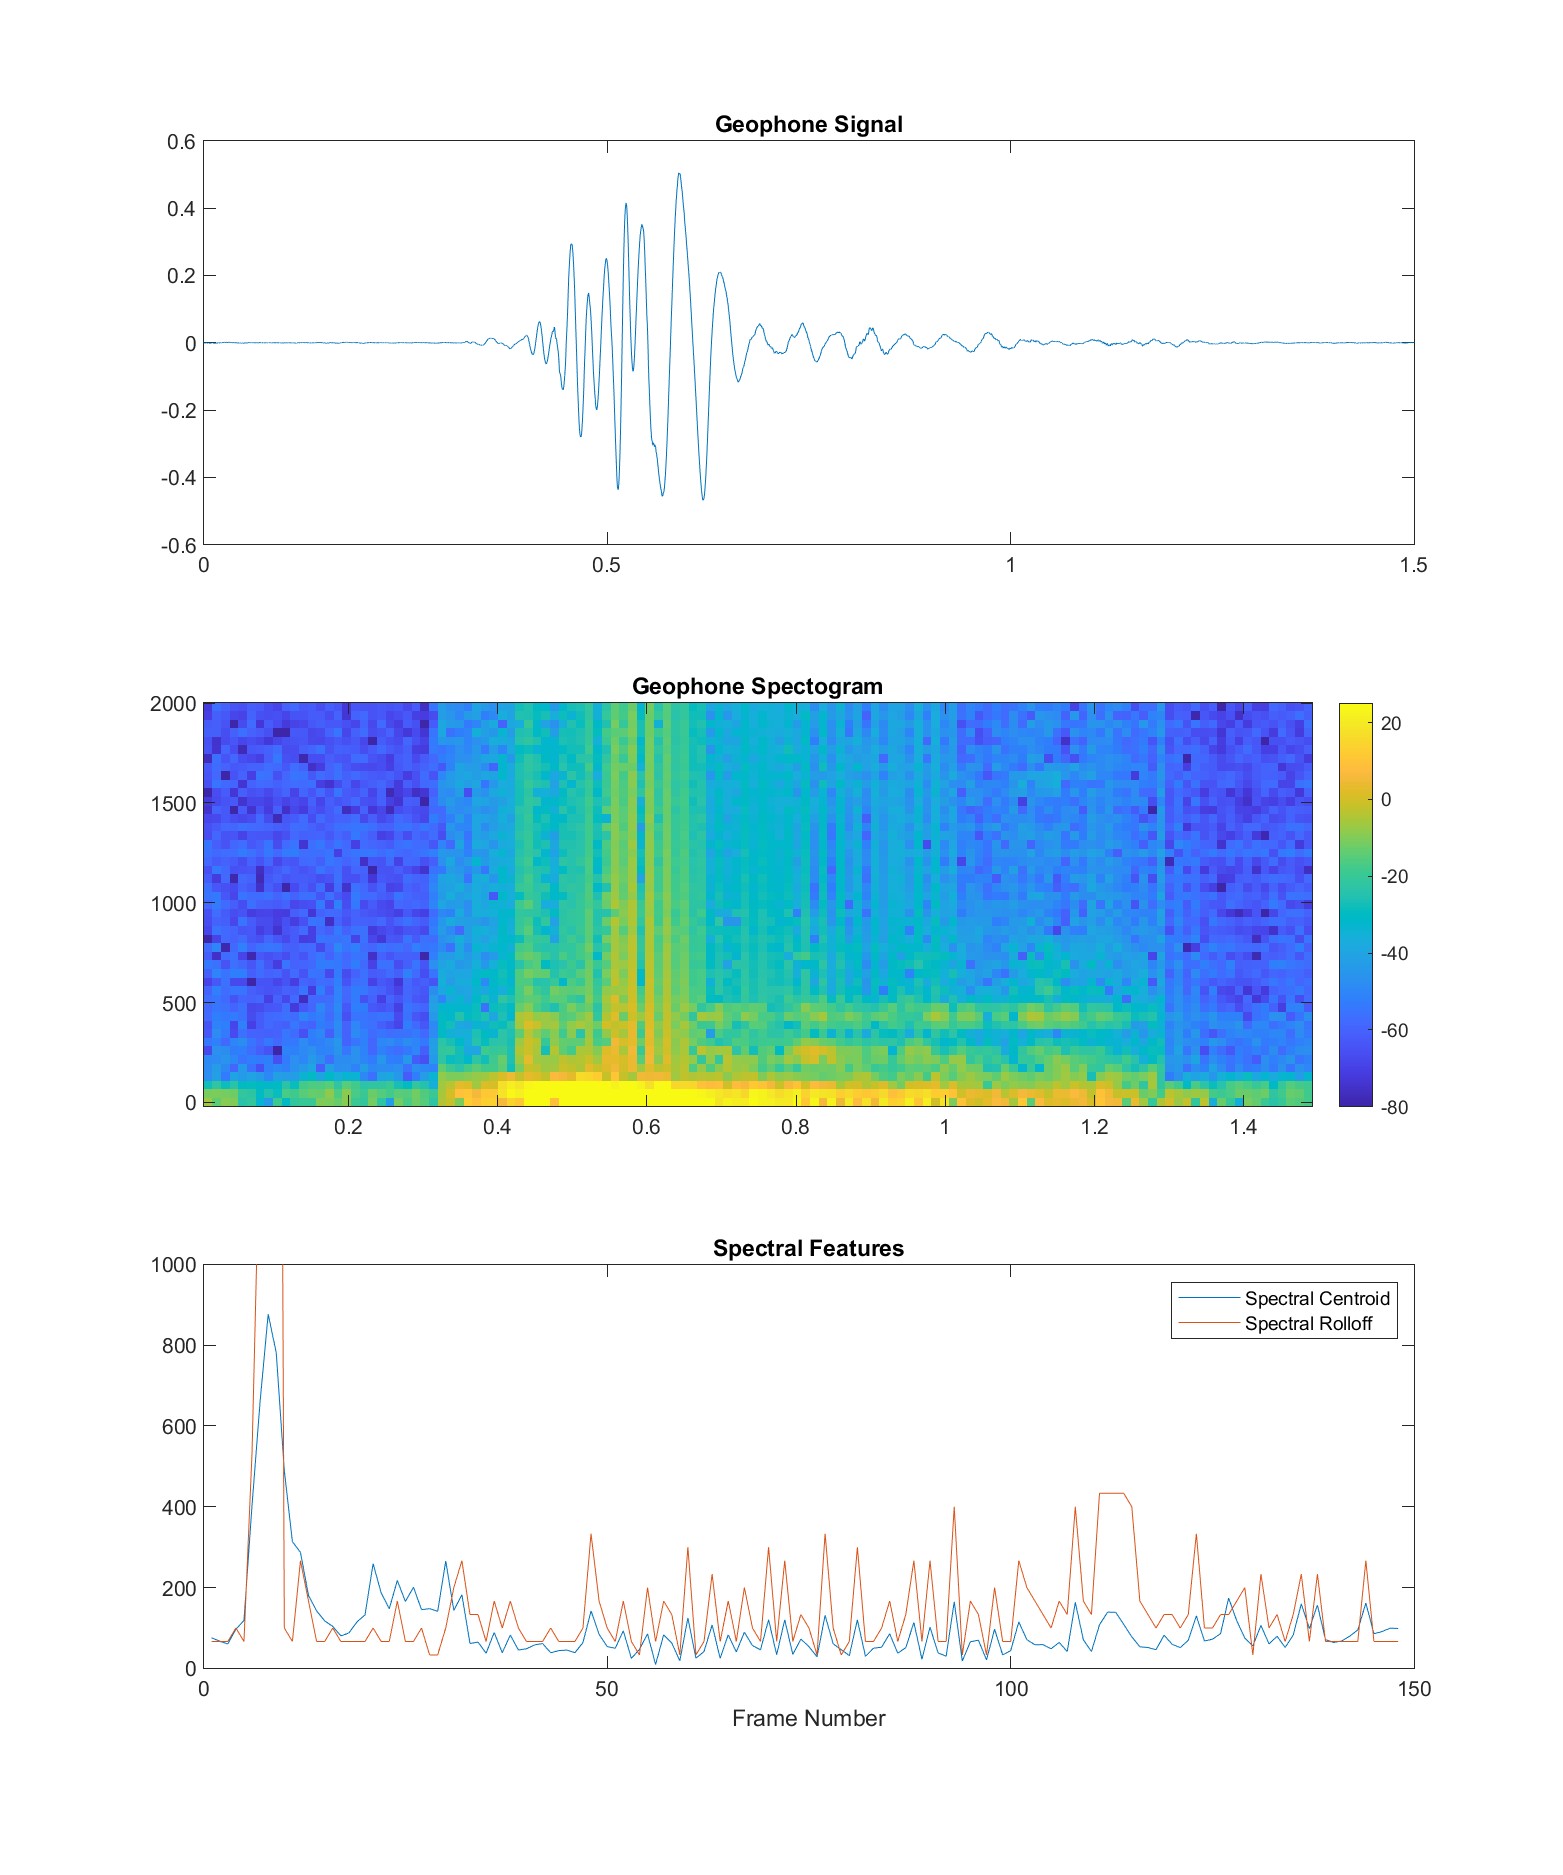 Geophone Signal
0.6
0.4
0.2
0
-0.2
-0.4
-0.6
0 0.5 1 1.5
Geophone Spectogram
2000
1500
1000
500
0
0.2 0.4 0.6 0.8 1 1.2 1.4
20
0
-20
-40
-60
-80
Spectral Features
1000
800
600
400
200
0
Spectral Centroid
Spectral Rolloff
0 50 100 150
Frame Number